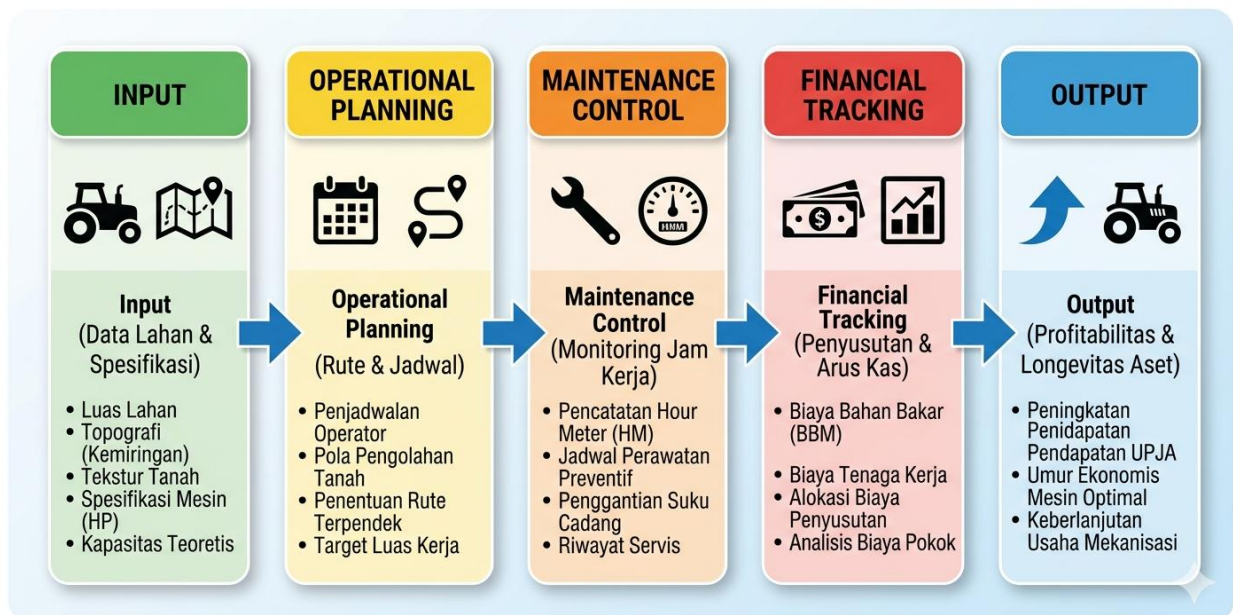 INPUT
Input
(Data Lahan &
Spesifikasi)
• Luas Lahan
• Topografi
(Kemiringan)
• Tekstur Tanah
• Spesifikasi Mesin
(HP)
• Kapasitas Teoretis
OPERATIONAL
PLANNING
Operational
Planning
(Rute & Jadwal)
• Penjadwalan
Operator
• Pola Pengolahan
Tanah
• Penentuan Rute
Terpendek
• Target Luas Kerja
MAINTENANCE
CONTROL
Maintenance
Control
(Monitoring Jam
Kerja)
• Pencatatan Hour
Meter (HM)
• Jadwal Perawatan
Preventif
• Penggantian Suku
Cadang
• Riwayat Servis
FINANCIAL
TRACKING
$
Financial
Tracking
(Penyusutan &
Arus Kas)
• Biaya Bahan Bakar
(BBM)
• Biaya Tenaga Kerja
• Alokasi Biaya
Penyusutan
• Analisis Biaya Pokok
OUTPUT
Output
(Profitabilitas &
Longevitas Aset)
• Peningkatan
Penidapatan
Pendapatan UPJA
• Umur Ekonomis
Mesin Optimal
• Keberlanjutan
Usaha Mekanisasi